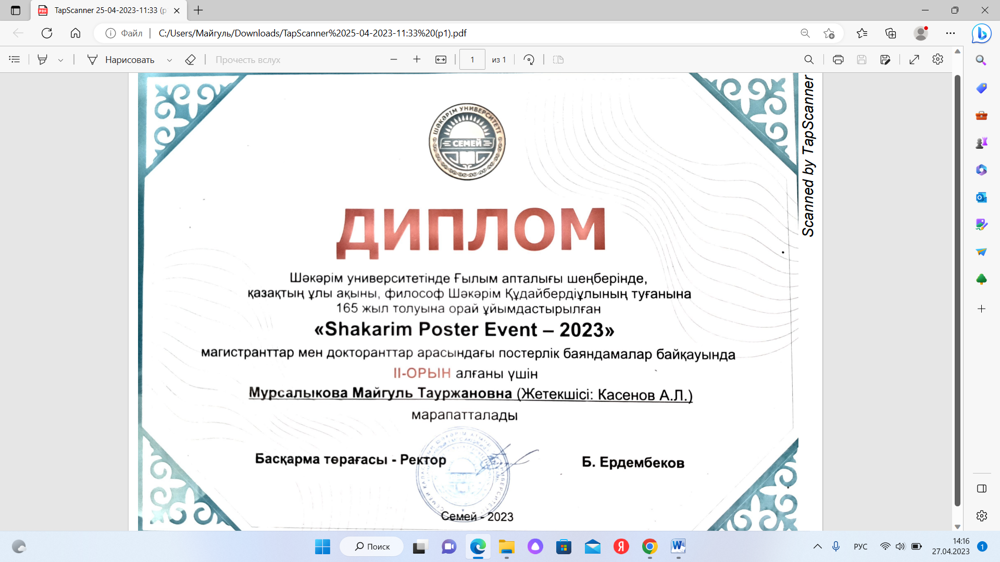 TapScanner 25-04-2023-11:33 (p
Файл
C:/Users/Майгуль/Downloads/TapScanner%2025-04-2023-11:33%20(p1).pdf
Нарисовать
Прочесть вслух
1
из 1
Scanned by TapScanner
ШӘКӘРІМ УНИВЕРСИТЕТІ
СЕМЕЙ
ДИПЛОМ
Шәкәрім университетінде Ғылым апталығы шеңберінде,
қазақтың ұлы ақыны, философ Шәкәрім Құдайбердіұлының туғанына
165 жыл толуына орай ұйымдастырылған
«Shakarim Poster Event – 2023»
магистранттар мен докторанттар арасындағы постерлік баяндамалар байқауында
II-ОРЫН алғаны үшін
Мурсалыкова Майгуль Тауржановна (Жетекшісі: Касенов А.Л.)
марапатталады
Басқарма төрағасы - Ректор
Б. Ердембеков
Семей - 2023
Поиск
РУС
14:16
27.04.2023
1